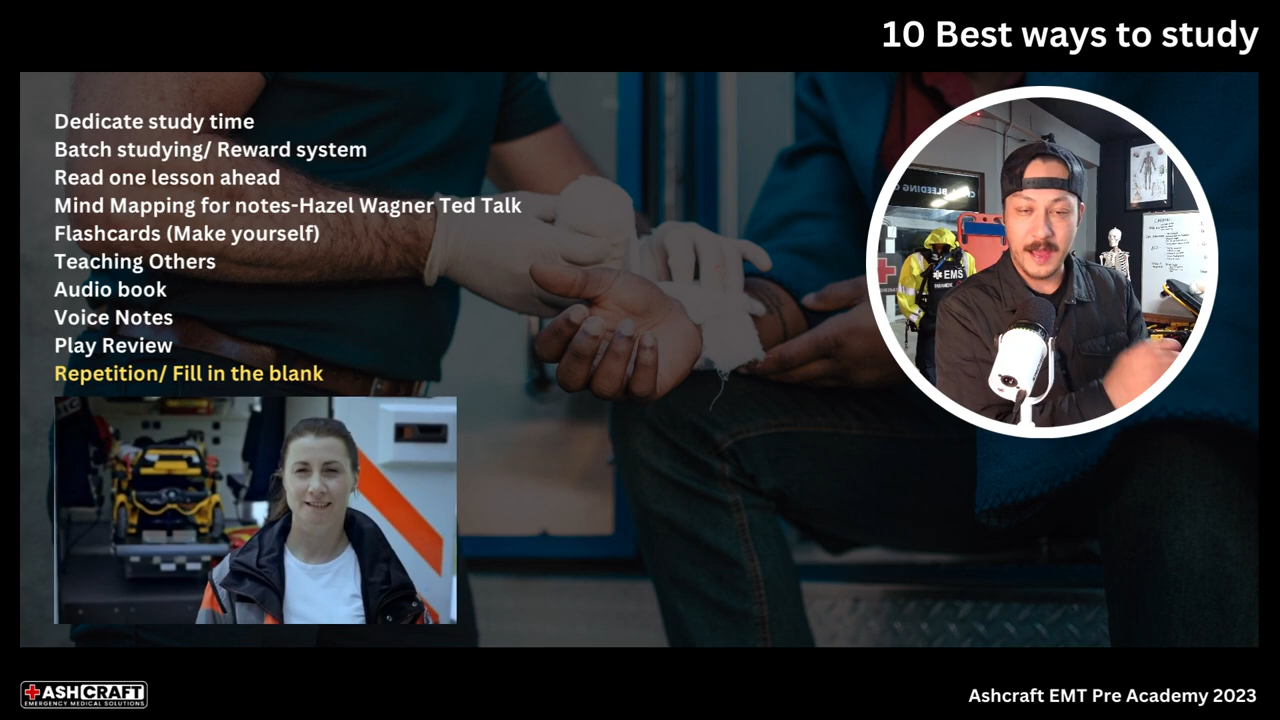 10 Best ways to study
Dedicate study time
Batch studying/ Reward system
Read one lesson ahead
Mind Mapping for notes-Hazel Wagner Ted Talk
Flashcards (Make yourself)
Teaching Others
Audio book
Voice Notes
Play Review
Repetition/ Fill in the blank
EMS
ASHCRAFT
EMERGENCY MEDICAL SOLUTIONS
Ashcraft EMT Pre Academy 2023